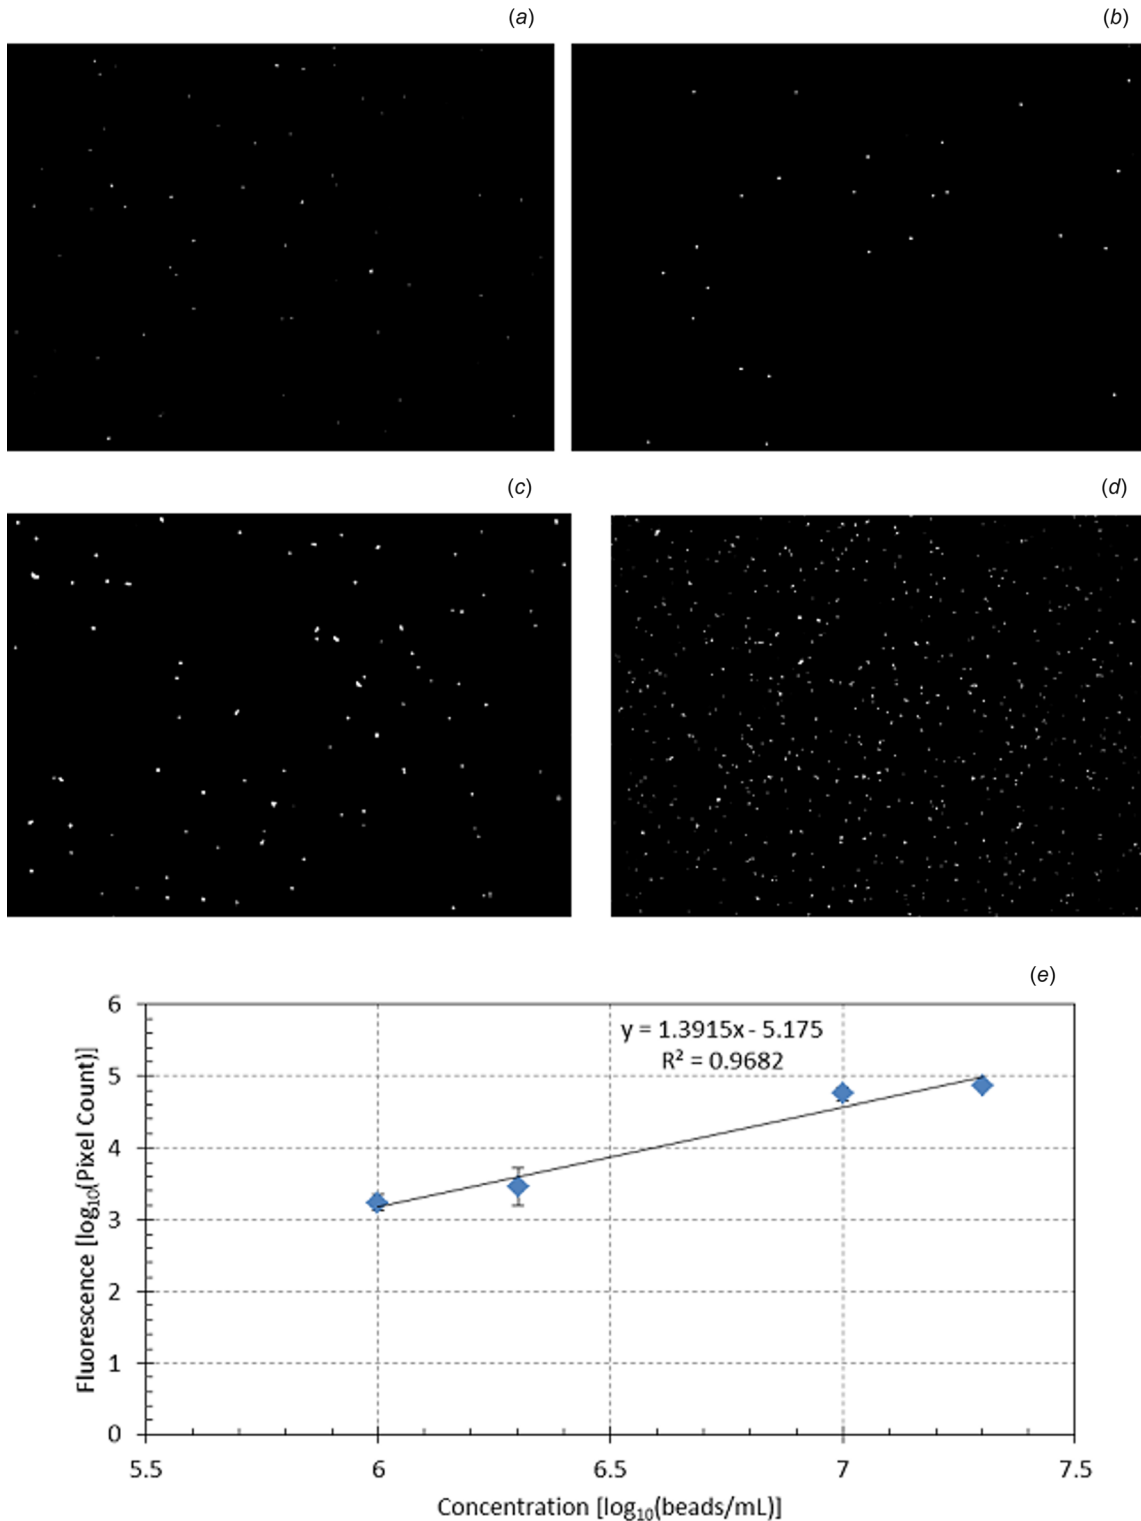 (a)
(b)
(c)
(d)
(e)
6
5
4
3
2
1
0
Fluorescence [log10(Pixel Count)]
y = 1.3915x - 5.175
R² = 0.9682
5.5 6 6.5 7 7.5
Concentration [log10(beads/mL)]